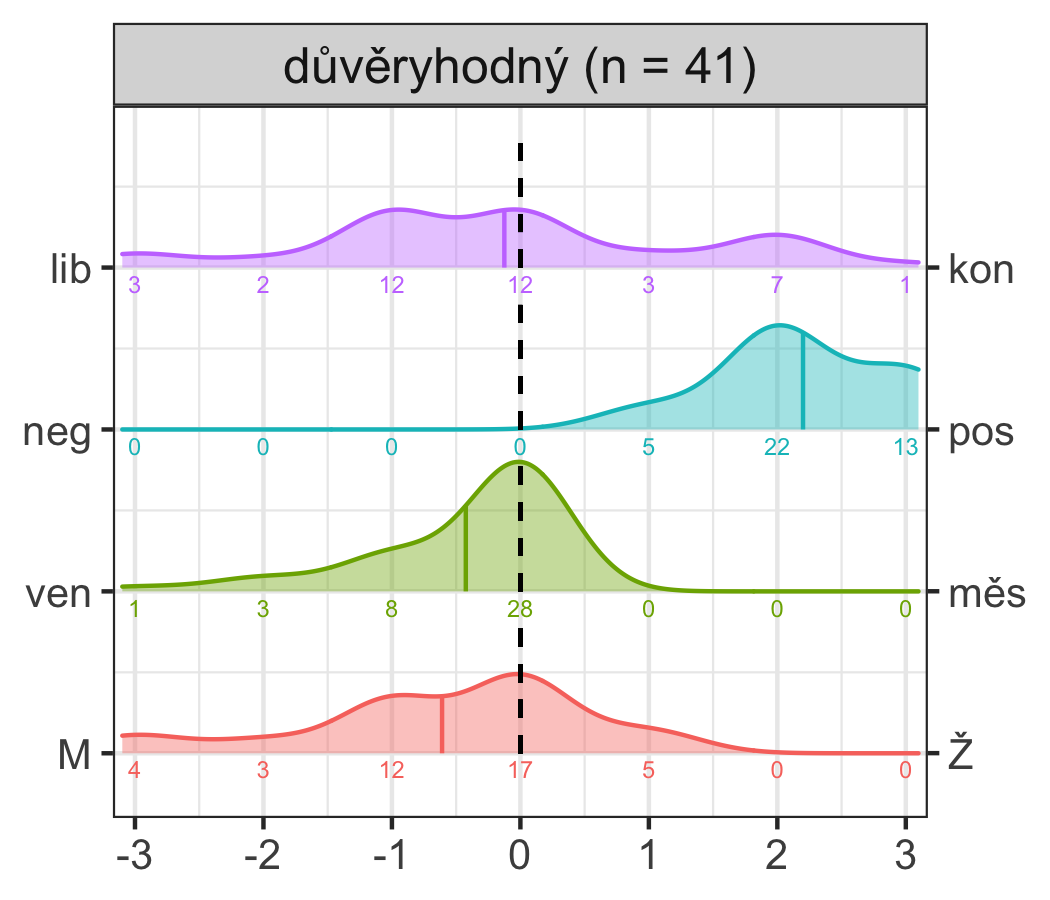 důvěryhodný (n = 41)
lib kon
3 2 12 12 3 7 1
neg pos
0 0 0 0 5 22 13
ven měs
1 3 8 28 0 0 0
M Ž
4 3 12 17 5 0 0
-3 -2 -1 0 1 2 3